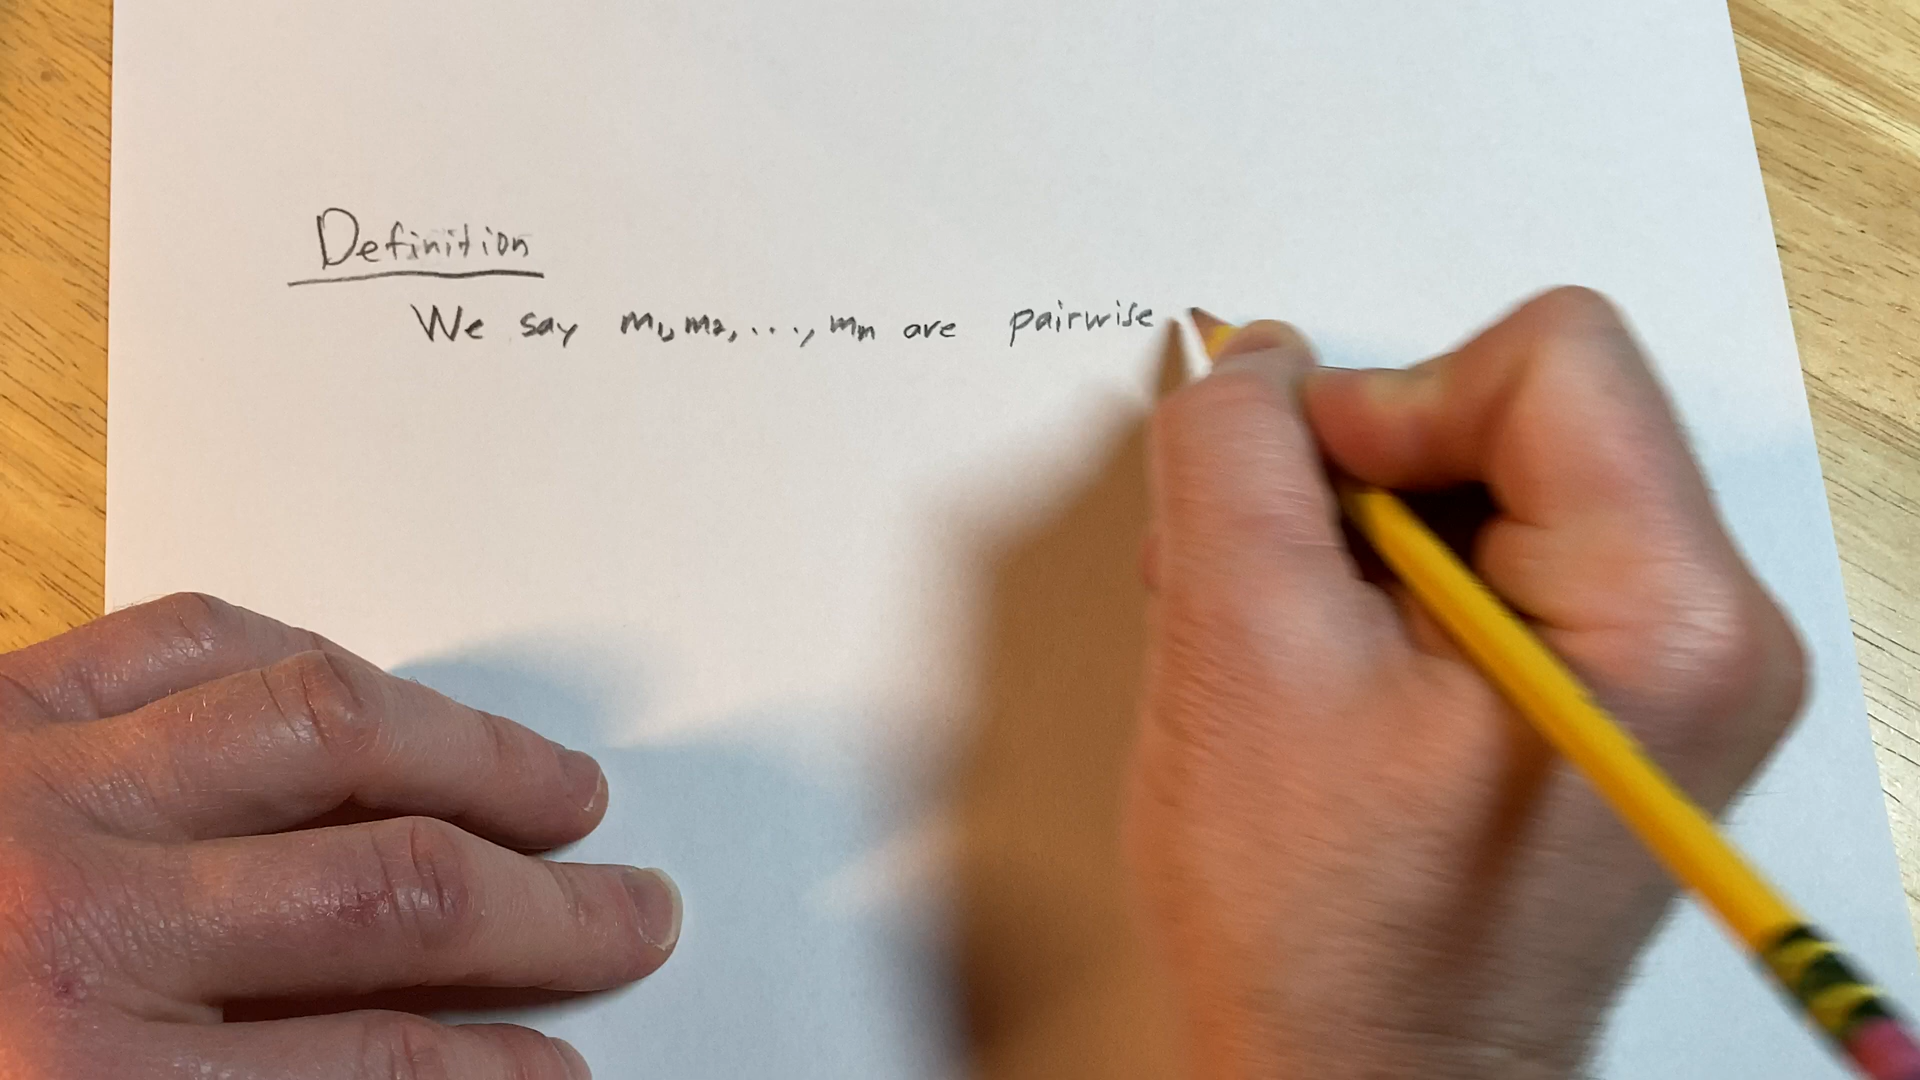 Definition
We say m₁, m₂, ..., mₙ are pairwise